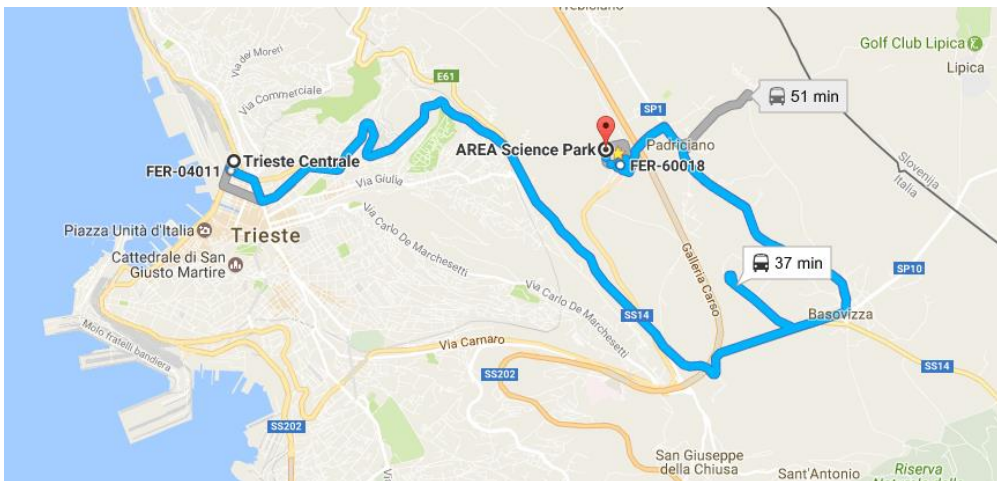 Trebiciano
Golf Club Lipica
Lipica
Via dei Moreri
Via Commerciale
E61
SP1
51 min
AREA Science Park
Padriciano
Trieste Centrale
FER-04011
FER-60018
Slovenija
Italia
Via Giulia
Piazza Unità d'Italia
Trieste
Cattedrale di San
Giusto Martire
Via Carlo De Marchesetti
Via Carlo De Marchesetti
Galleria Carso
37 min
SP10
SS14
Basovizza
Molo fratelli bandiera
Via Carnaro
SS202
SS14
SS202
San Giuseppe
della Chiusa
Sant'Antonio
Riserva